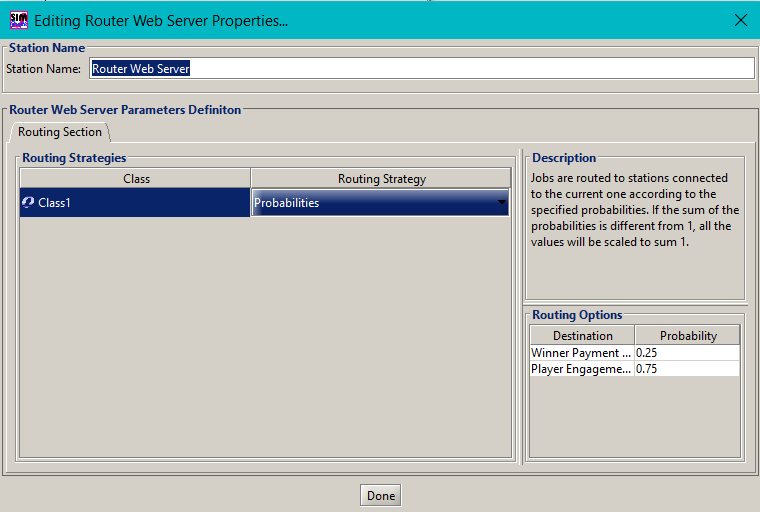 Editing Router Web Server Properties...
Station Name
Station Name: Router Web Server
Router Web Server Parameters Definiton
Routing Section
Routing Strategies
Class Routing Strategy
Class1 Probabilities
Description
Jobs are routed to stations connected
to the current one according to the
specified probabilities. If the sum of the
probabilities is different from 1, all the
values will be scaled to sum 1.
Routing Options
Destination Probability
Winner Payment ... 0.25
Player Engageme... 0.75
Done